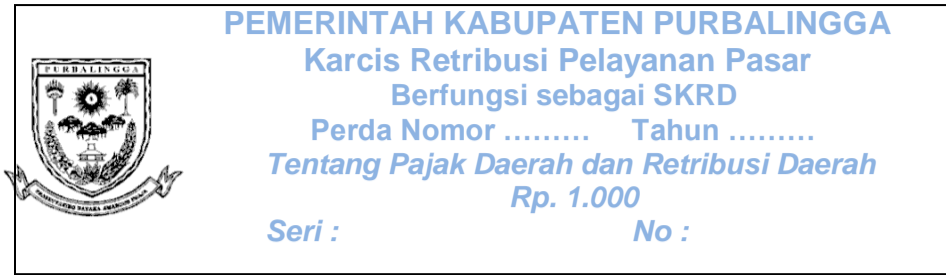 PEMERINTAH KABUPATEN PURBALINGGA
Karcis Retribusi Pelayanan Pasar
Berfungsi sebagai SKRD
Perda Nomor ……… Tahun ………
Tentang Pajak Daerah dan Retribusi Daerah
Rp. 1.000
Seri : No :
PURBALINGGA